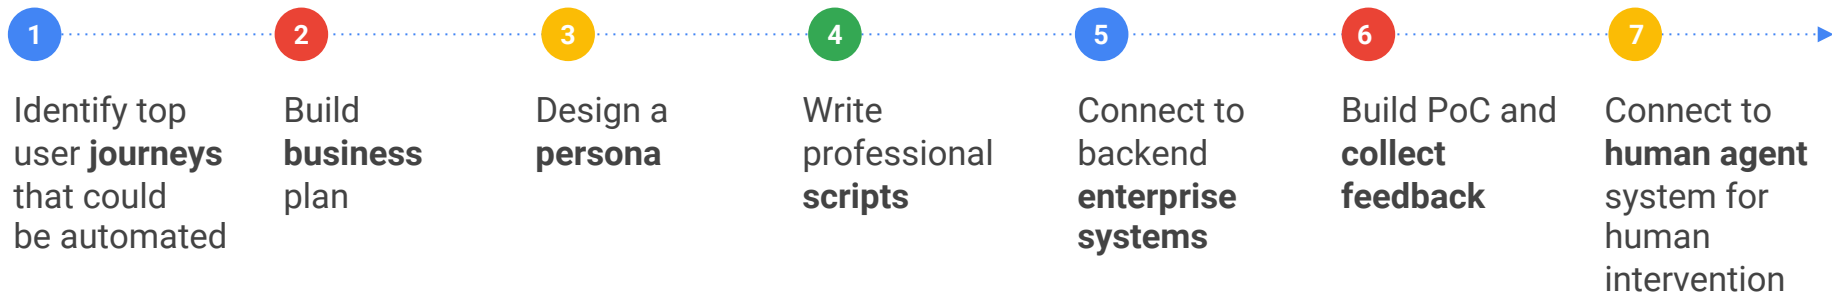 1
Identify top
user journeys
that could
be automated
2
Build
business
plan
3
Design a
persona
4
Write
professional
scripts
5
Connect to
backend
enterprise
systems
6
Build PoC and
collect
feedback
7
Connect to
human agent
system for
human
intervention